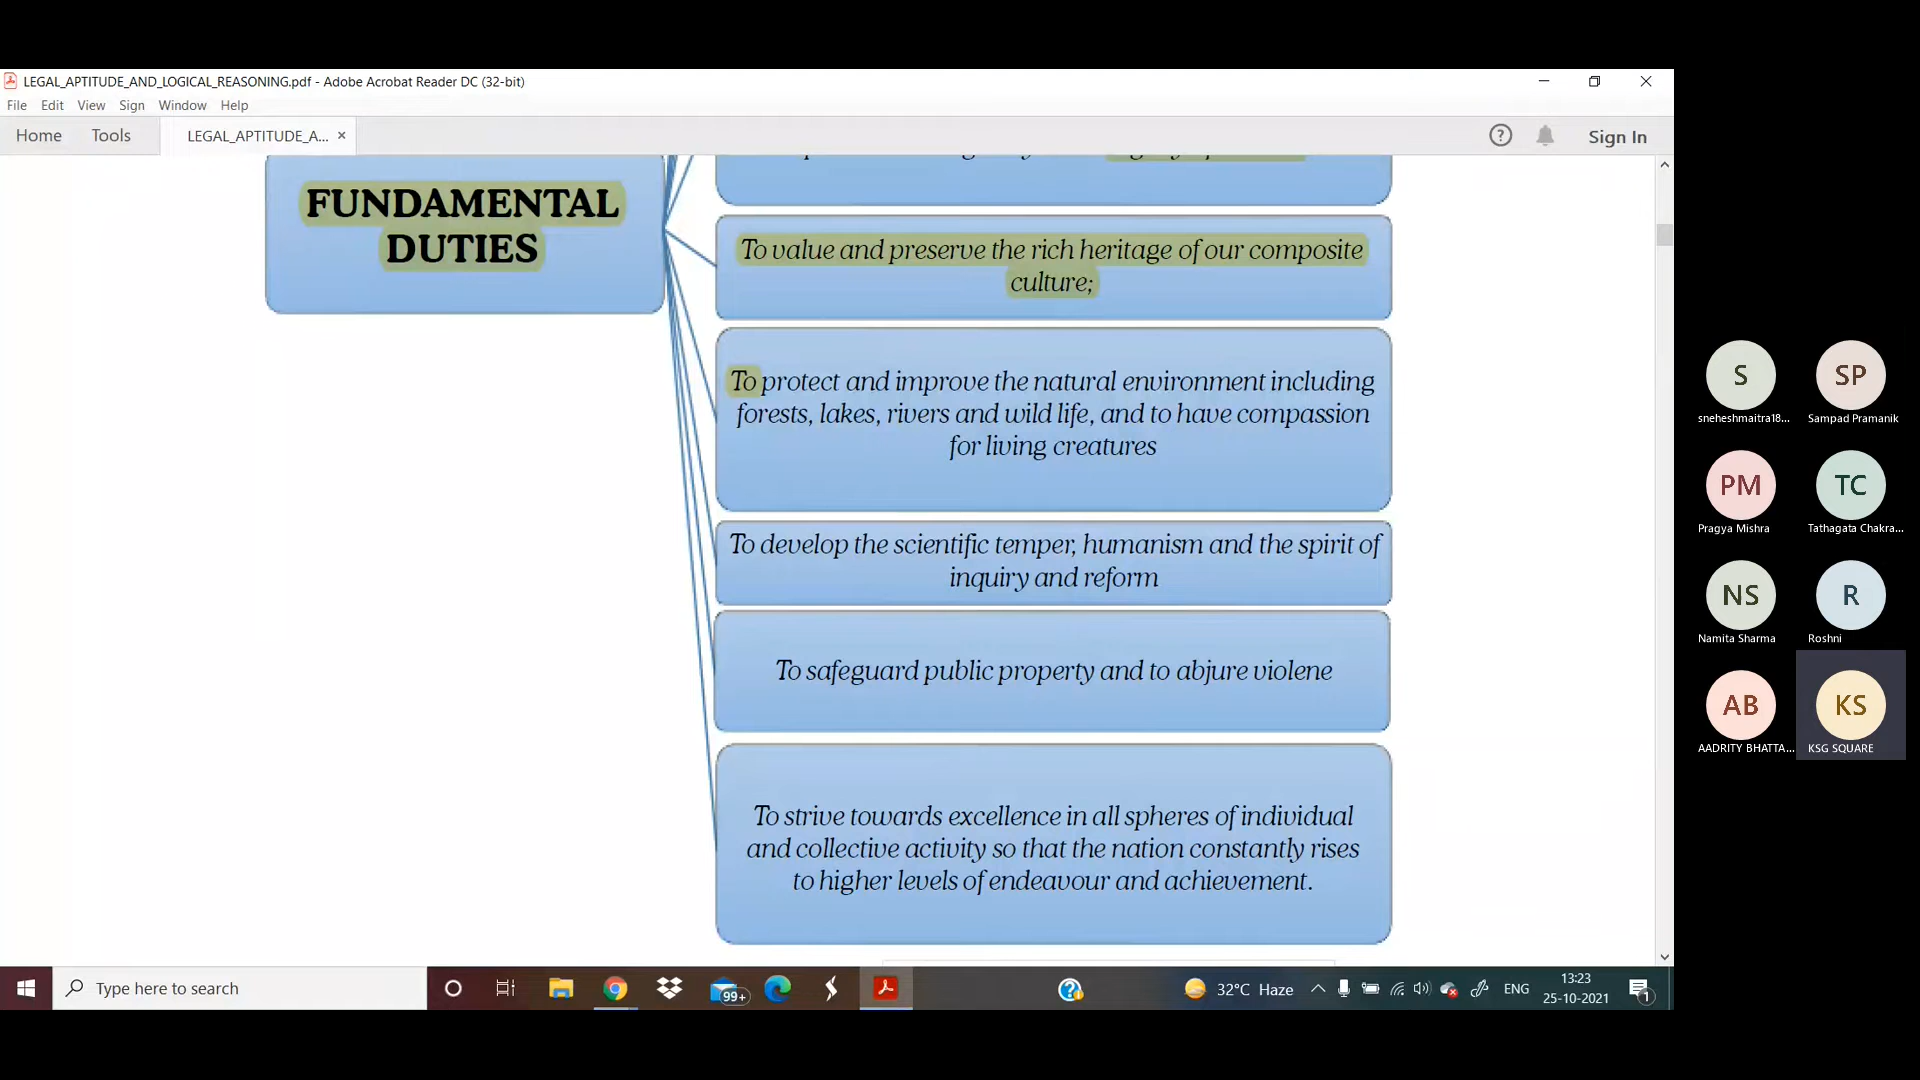 LEGAL_APTITUDE_AND_LOGICAL_REASONING.pdf - Adobe Acrobat Reader DC (32-bit)
File Edit View Sign Window Help
Home Tools LEGAL_APTITUDE_A... × Sign In
FUNDAMENTAL
DUTIES
To value and preserve the rich heritage of our composite
culture;
To protect and improve the natural environment including
forests, lakes, rivers and wild life, and to have compassion
for living creatures
To develop the scientific temper, humanism and the spirit of
inquiry and reform
To safeguard public property and to abjure violene
To strive towards excellence in all spheres of individual
and collective activity so that the nation constantly rises
to higher levels of endeavour and achievement.
S SP
sneheshmaitra18... Sampad Pramanik
PM TC
Pragya Mishra Tathagata Chakra...
NS R
Namita Sharma Roshni
AB KS
AADRITY BHATTA... KSG SQUARE
Type here to search 99+ 32°C Haze ENG 13:23
25-10-2021 1